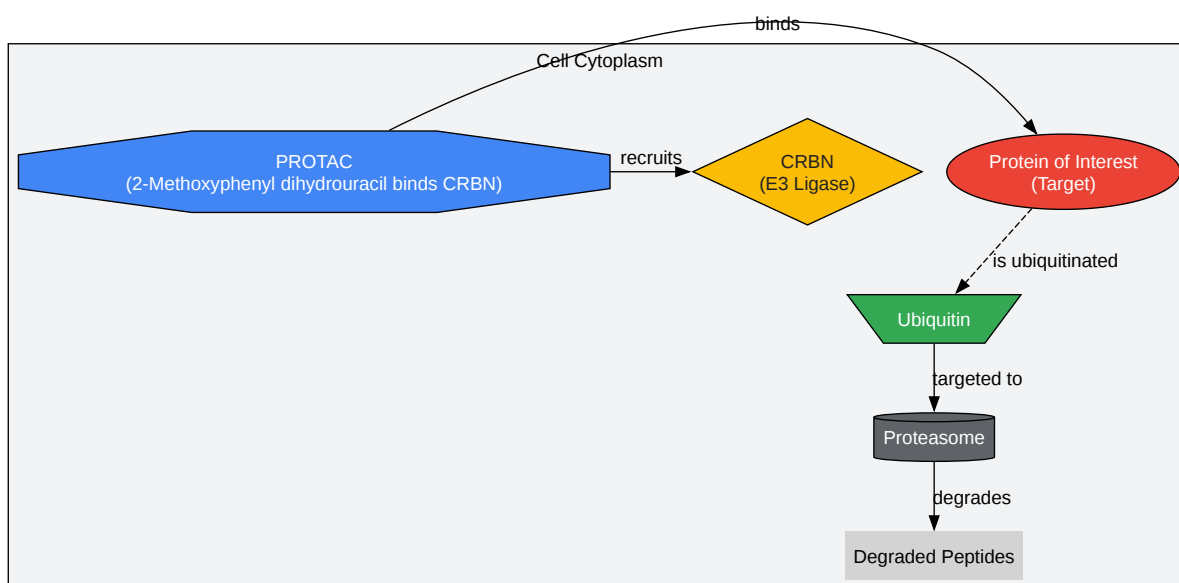 binds
Cell Cytoplasm
PROTAC
(2-Methoxyphenyl dihydrouracil binds CRBN)
recruits
CRBN
(E3 Ligase)
Protein of Interest
(Target)
is ubiquitinated
Ubiquitin
targeted to
Proteasome
degrades
Degraded Peptides